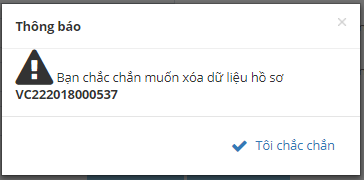 Thông báo
×
Bạn chắc chắn muốn xóa dữ liệu hồ sơ
VC222018000537
Tôi chắc chắn